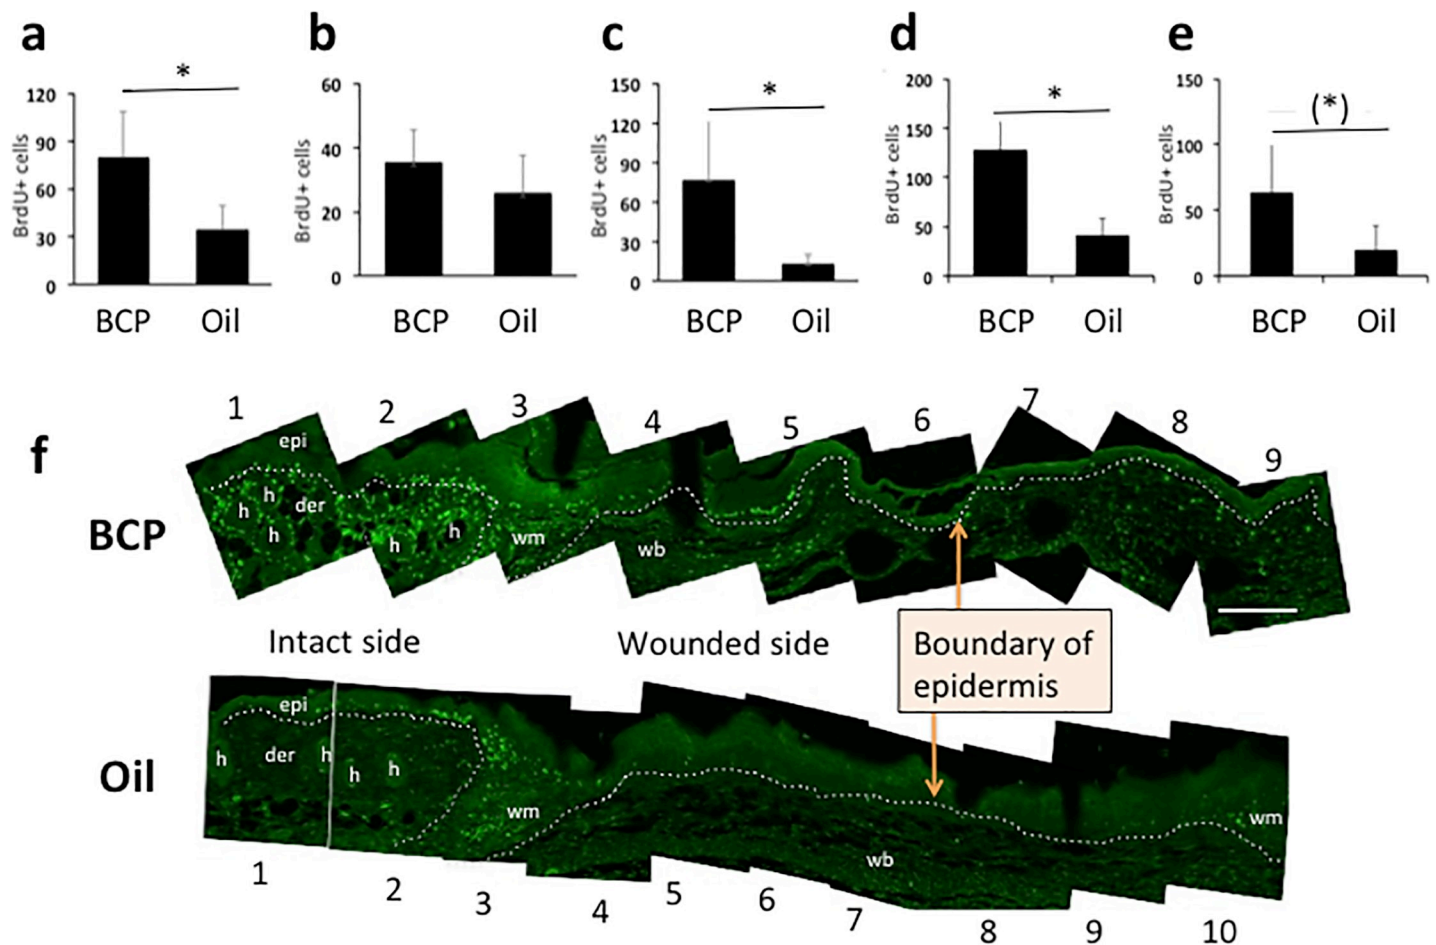 a
b
c
d
e
*
120
90
60
30
0
BrdU+ cells
BCP Oil
60
40
20
0
BrdU+ cells
BCP Oil
*
150
120
90
60
30
0
BrdU+ cells
BCP Oil
*
200
150
100
50
0
BrdU+ cells
BCP Oil
(*)
150
100
50
0
BrdU+ cells
BCP Oil
f
1 2 3 4 5 6 7 8 9
BCP
epi
h
h
der
h
h
h
wm
wb
Intact side
Wounded side
Boundary of
epidermis
Oil
epi
h
der
h
h
h
wm
wb
wm
1 2 3 4 5 6 7 8 9 10